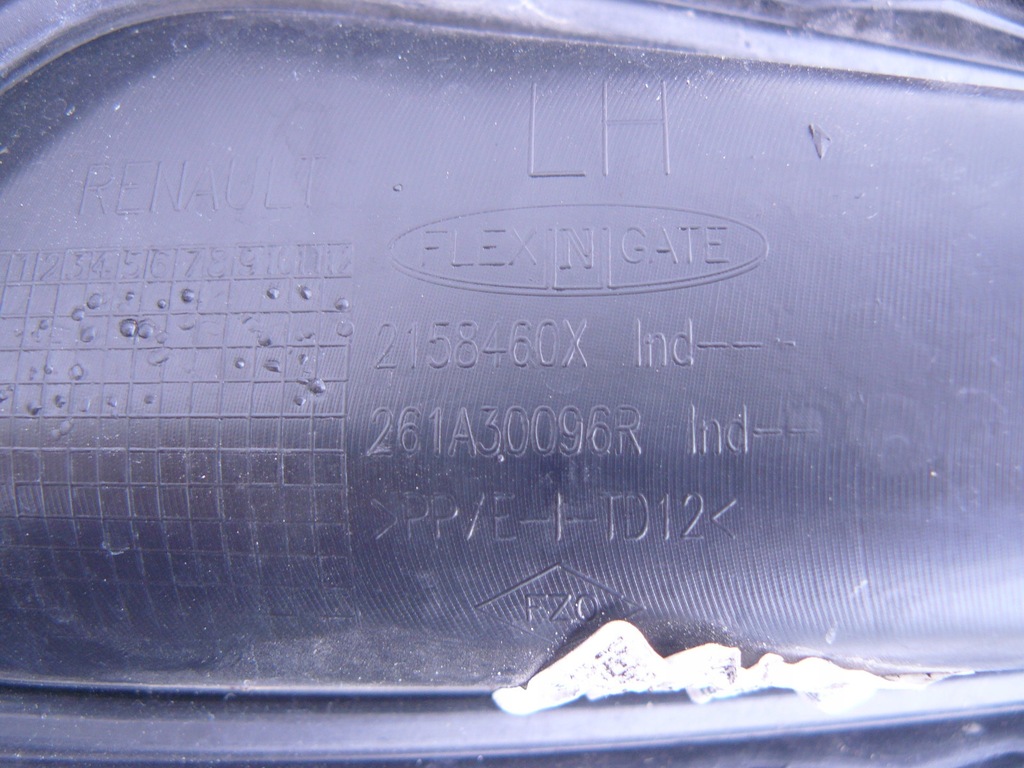 LH
RENAULT
FLEX|N|GATE
1 2 3 4 5 6 7 8 9 10 11 12
2158460X Ind---
261A30096R Ind--
>PP/E-I-TD12<